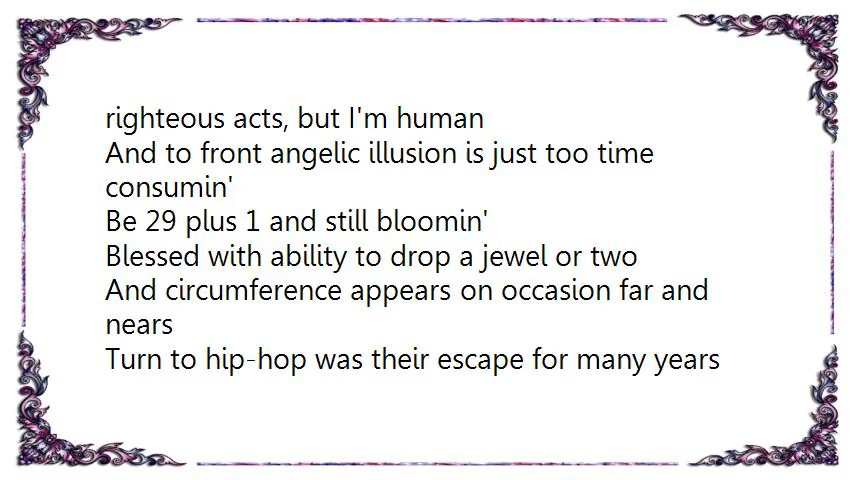 righteous acts, but I'm human
And to front angelic illusion is just too time
consumin'
Be 29 plus 1 and still bloomin'
Blessed with ability to drop a jewel or two
And circumference appears on occasion far and
nears
Turn to hip-hop was their escape for many years